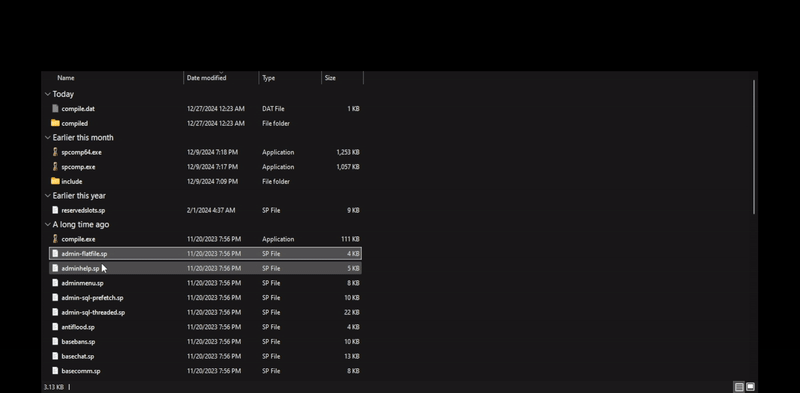 Name Date modified Type Size
Today
compile.dat 12/27/2024 12:23 AM DAT File 1 KB
compiled 12/27/2024 12:23 AM File folder
Earlier this month
spcomp64.exe 12/9/2024 7:18 PM Application 1,253 KB
spcomp.exe 12/9/2024 7:17 PM Application 1,057 KB
include 12/9/2024 7:09 PM File folder
Earlier this year
reservedslots.sp 2/1/2024 4:37 AM SP File 9 KB
A long time ago
compile.exe 11/20/2023 7:56 PM Application 111 KB
admin-flatfile.sp 11/20/2023 7:56 PM SP File 4 KB
adminhelp.sp 11/20/2023 7:56 PM SP File 5 KB
adminmenu.sp 11/20/2023 7:56 PM SP File 8 KB
admin-sql-prefetch.sp 11/20/2023 7:56 PM SP File 10 KB
admin-sql-threaded.sp 11/20/2023 7:56 PM SP File 22 KB
antiflood.sp 11/20/2023 7:56 PM SP File 4 KB
basebans.sp 11/20/2023 7:56 PM SP File 10 KB
basechat.sp 11/20/2023 7:56 PM SP File 13 KB
basecomm.sp 11/20/2023 7:56 PM SP File 8 KB
3.13 KB